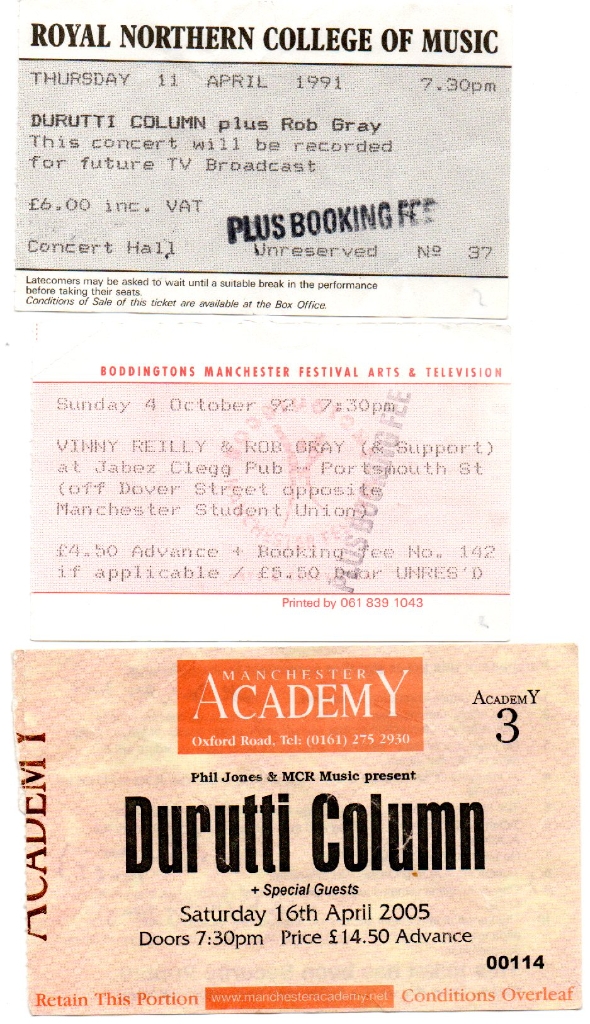 ROYAL NORTHERN COLLEGE OF MUSIC
THURSDAY 11 APRIL 1991 7.30pm
DURUTTI COLUMN plus Rob Gray
This concert will be recorded
for future TV Broadcast
£6.00 inc. VAT
PLUS BOOKING FEE
Concert Hall Unreserved Nº 37
Latecomers may be asked to wait until a suitable break in the performance
before taking their seats.
Conditions of Sale of this ticket are available at the Box Office.
BODDINGTONS MANCHESTER FESTIVAL ARTS & TELEVISION
Sunday 4 October 92 7:30pm
VINNY REILLY & ROB GRAY (& Support)
at Jabez Clegg Pub - Portsmouth St
(off Dover Street opposite
Manchester Student Union)
£4.50 Advance + Booking fee No. 142
if applicable / £5.50 Door UNRES'D
PLUS BOOKING FEE
Printed by 061 839 1043
ACADEMY
MANCHESTER
ACADEMY
Oxford Road, Tel: (0161) 275 2930
ACADEMY
3
Phil Jones & MCR Music present
Durutti Column
+ Special Guests
Saturday 16th April 2005
Doors 7:30pm Price £14.50 Advance
00114
Retain This Portion www.manchesteracademy.net Conditions Overleaf